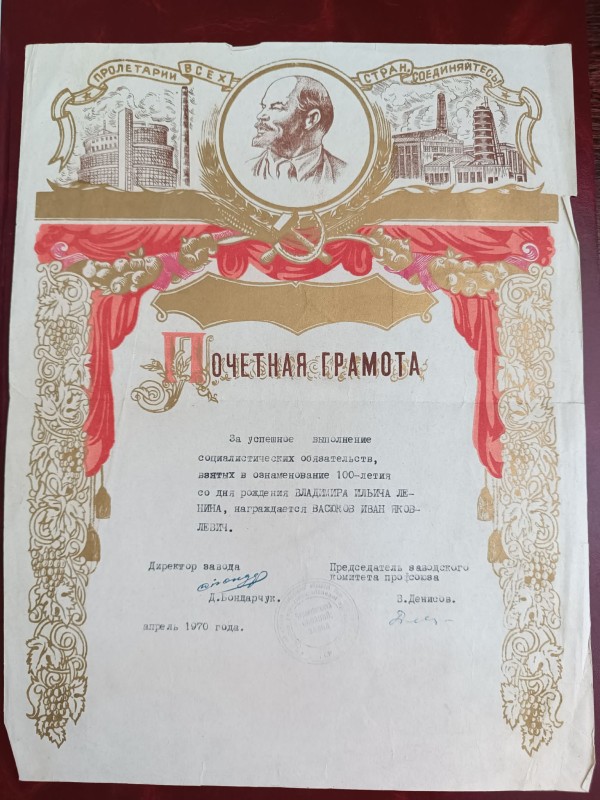 ПРОЛЕТАРИИ ВСЕХ СТРАН, СОЕДИНЯЙТЕСЬ!
ПОЧЕТНАЯ ГРАМОТА
За успешное выполнение
социалистических обязательств,
взятых в ознаменование 100-летия
со дня рождения ВЛАДИМИРА ИЛЬИЧА ЛЕ-
НИНА, награждается ВАСЮКОВ ИВАН ЯКОВ-
ЛЕВИЧ.
Директор завода
Д.Бондарчук.
Председатель заводского
комитета профсоюза
В.Денисов.
апрель 1970 года.